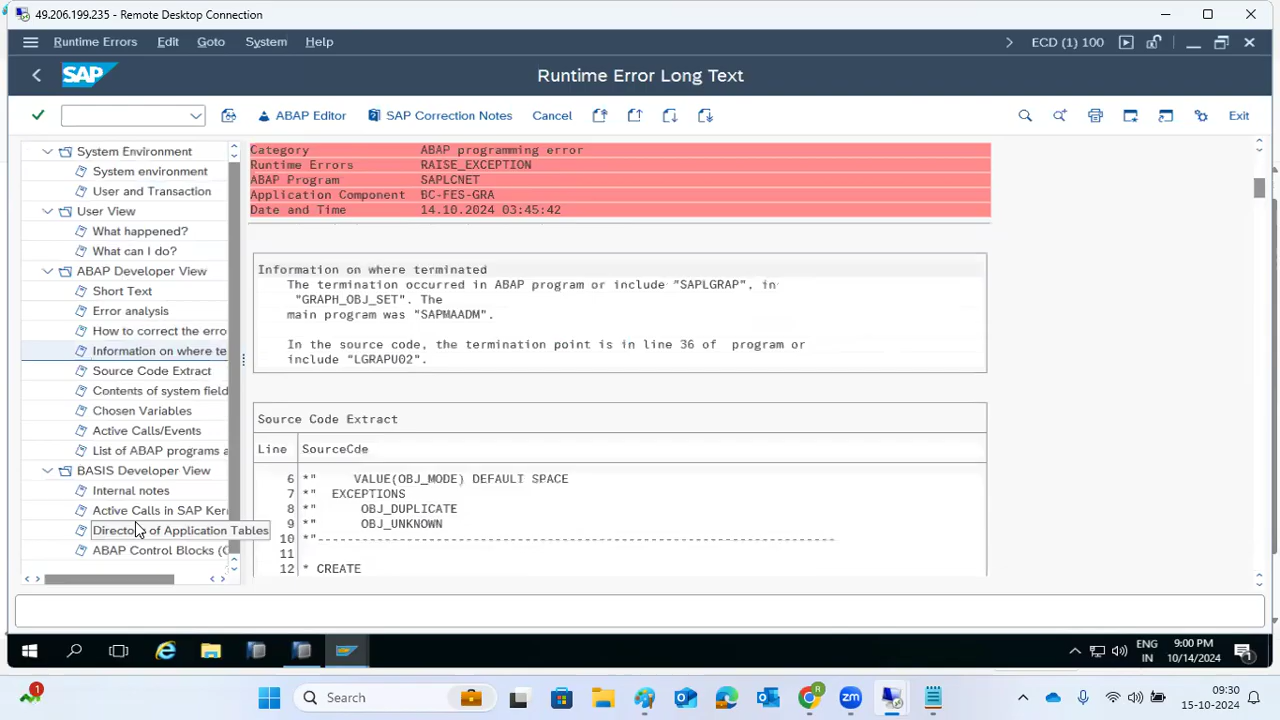 49.206.199.235 - Remote Desktop Connection
Runtime Errors Edit Goto System Help ECD (1) 100
SAP Runtime Error Long Text
ABAP Editor SAP Correction Notes Cancel Exit
System Environment
System environment
User and Transaction
User View
What happened?
What can I do?
ABAP Developer View
Short Text
Error analysis
How to correct the erro
Information on where te
Source Code Extract
Contents of system field
Chosen Variables
Active Calls/Events
List of ABAP programs a
BASIS Developer View
Internal notes
Active Calls in SAP Ker
Directory of Application Tables
ABAP Control Blocks (C
Category ABAP programming error
Runtime Errors RAISE_EXCEPTION
ABAP Program SAPLCNET
Application Component BC-FES-GRA
Date and Time 14.10.2024 03:45:42
Information on where terminated
The termination occurred in ABAP program or include "SAPLGRAP", in
"GRAPH_OBJ_SET". The
main program was "SAPMAADM".
In the source code, the termination point is in line 36 of program or
include "LGRAPU02".
Source Code Extract
Line SourceCde
6 *" VALUE(OBJ_MODE) DEFAULT SPACE
7 *" EXCEPTIONS
8 *" OBJ_DUPLICATE
9 *" OBJ_UNKNOWN
10 *"----------------------------------------------------------------------
11
12 * CREATE
ENG
IN
9:00 PM
10/14/2024
1
1
Search
zm
R
09:30
15-10-2024